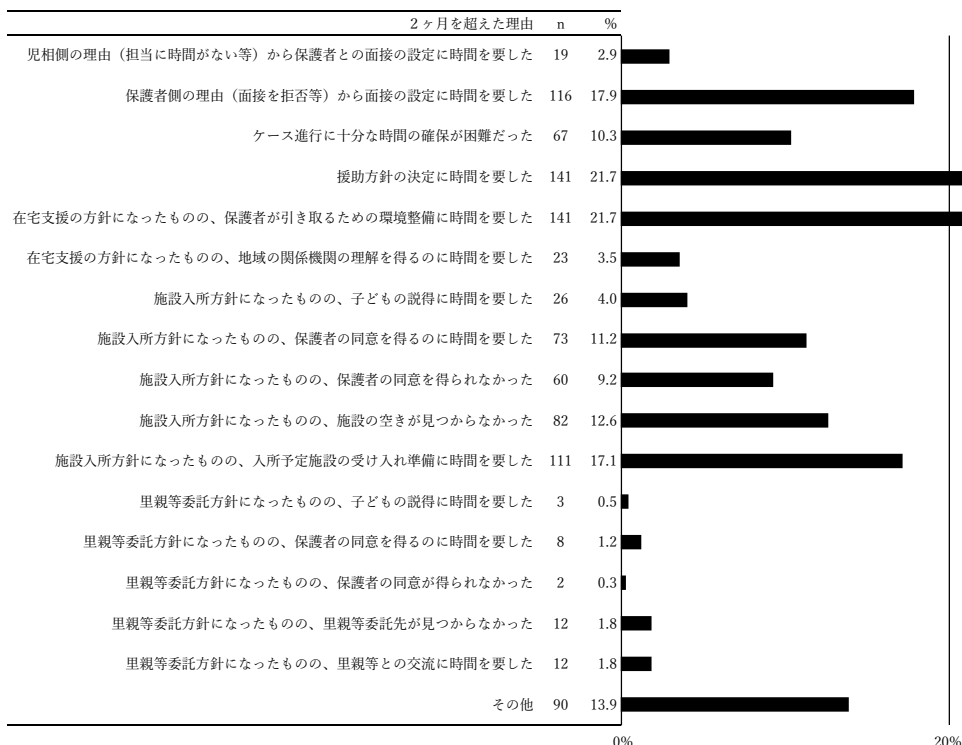 ２ヶ月を超えた理由 n %
児相側の理由（担当に時間がない等）から保護者との面接の設定に時間を要した 19 2.9
保護者側の理由（面接を拒否等）から面接の設定に時間を要した 116 17.9
ケース進行に十分な時間の確保が困難だった 67 10.3
援助方針の決定に時間を要した 141 21.7
在宅支援の方針になったものの、保護者が引き取るための環境整備に時間を要した 141 21.7
在宅支援の方針になったものの、地域の関係機関の理解を得るのに時間を要した 23 3.5
施設入所方針になったものの、子どもの説得に時間を要した 26 4.0
施設入所方針になったものの、保護者の同意を得るのに時間を要した 73 11.2
施設入所方針になったものの、保護者の同意を得られなかった 60 9.2
施設入所方針になったものの、施設の空きが見つからなかった 82 12.6
施設入所方針になったものの、入所予定施設の受け入れ準備に時間を要した 111 17.1
里親等委託方針になったものの、子どもの説得に時間を要した 3 0.5
里親等委託方針になったものの、保護者の同意を得るのに時間を要した 8 1.2
里親等委託方針になったものの、保護者の同意が得られなかった 2 0.3
里親等委託方針になったものの、里親等委託先が見つからなかった 12 1.8
里親等委託方針になったものの、里親等との交流に時間を要した 12 1.8
その他 90 13.9
0% 20%